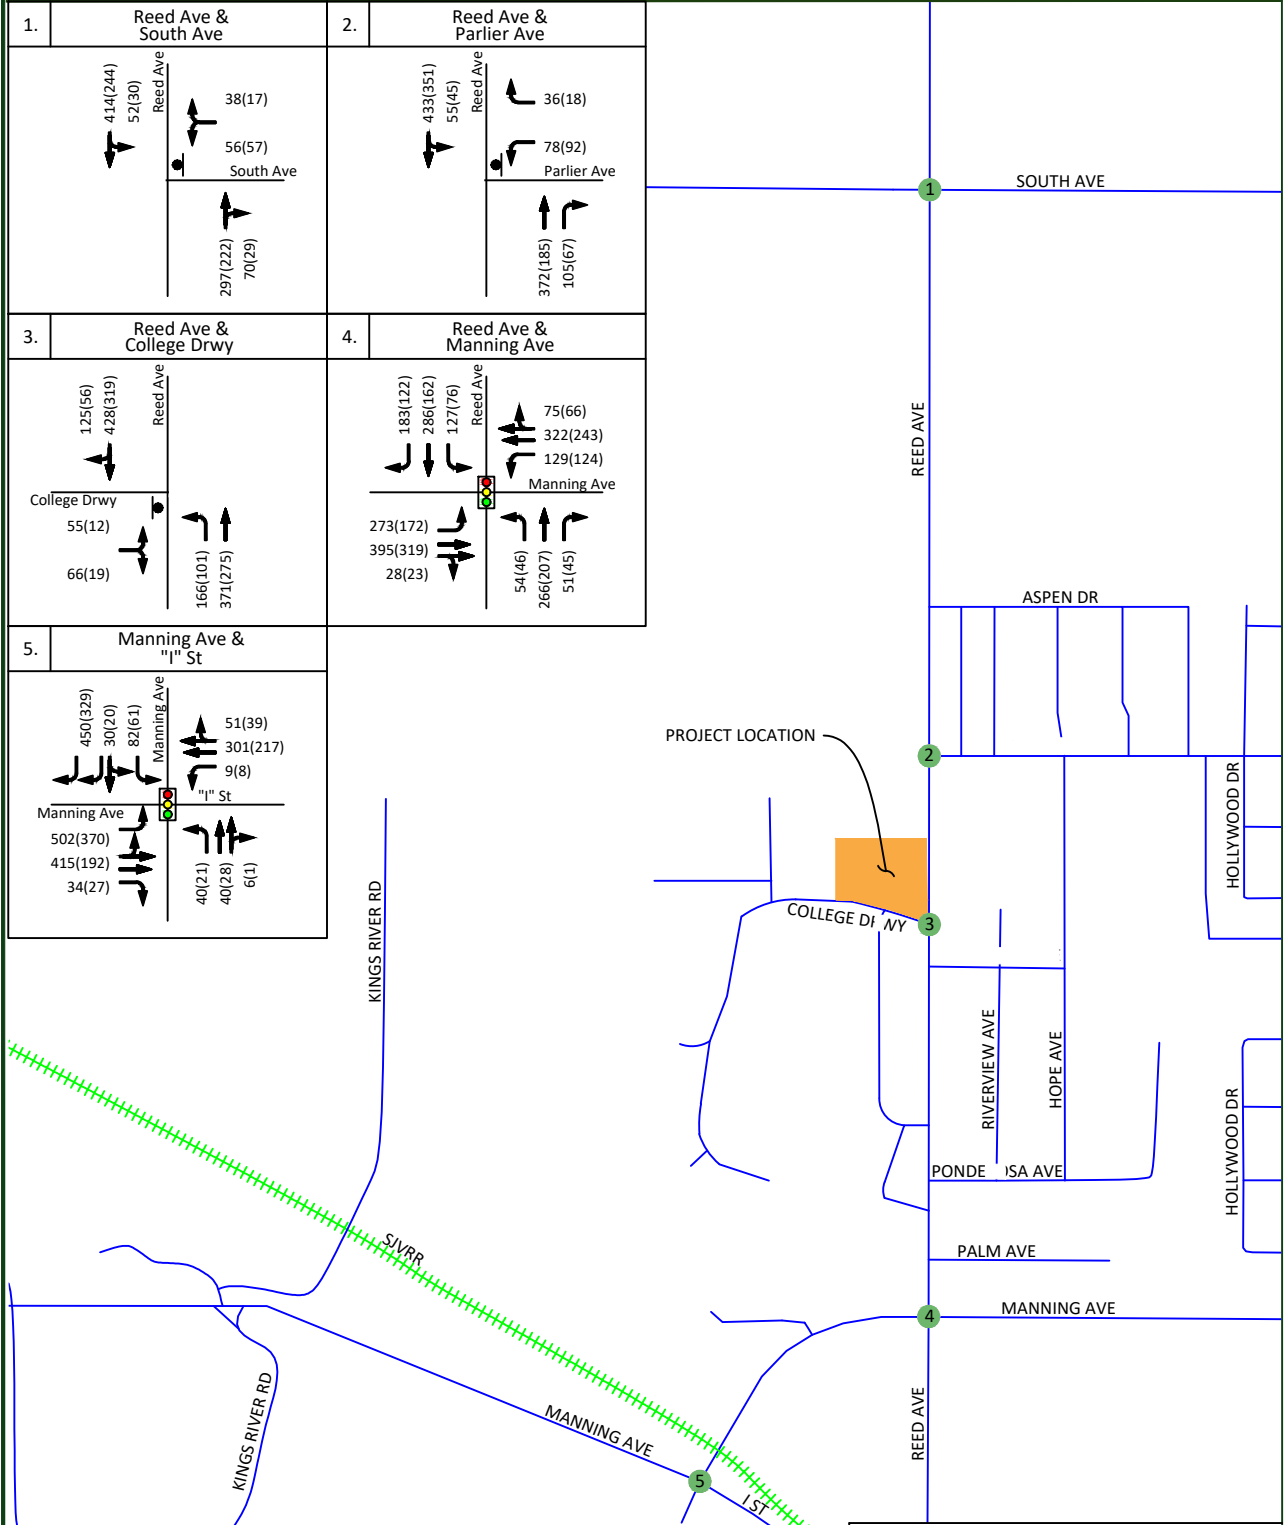 1.
Reed Ave &
South Ave
414(244)
52(30)
Reed Ave
38(17)
56(57)
South Ave
297(222)
70(29)
2.
Reed Ave &
Parlier Ave
433(351)
55(45)
Reed Ave
36(18)
78(92)
Parlier Ave
372(185)
105(67)
3.
Reed Ave &
College Drwy
125(56)
428(319)
Reed Ave
College Drwy
55(12)
66(19)
166(101)
371(275)
4.
Reed Ave &
Manning Ave
183(122)
286(162)
127(76)
Reed Ave
75(66)
322(243)
129(124)
Manning Ave
273(172)
395(319)
28(23)
54(46)
266(207)
51(45)
5.
Manning Ave &
"I" St
450(329)
30(20)
82(61)
Manning Ave
51(39)
301(217)
9(8)
"I" St
Manning Ave
502(370)
415(192)
34(27)
40(21)
40(28)
6(1)
SOUTH AVE
1
REED AVE
ASPEN DR
PROJECT LOCATION
2
HOLLYWOOD DR
COLLEGE
3
KINGS RIVER RD
RIVERVIEW AVE
HOPE AVE
HOLLYWOOD DR
PONDE OSA AVE
SJVRR
PALM AVE
MANNING AVE
4
KINGS RIVER RD
MANNING AVE
REED AVE
5
I ST